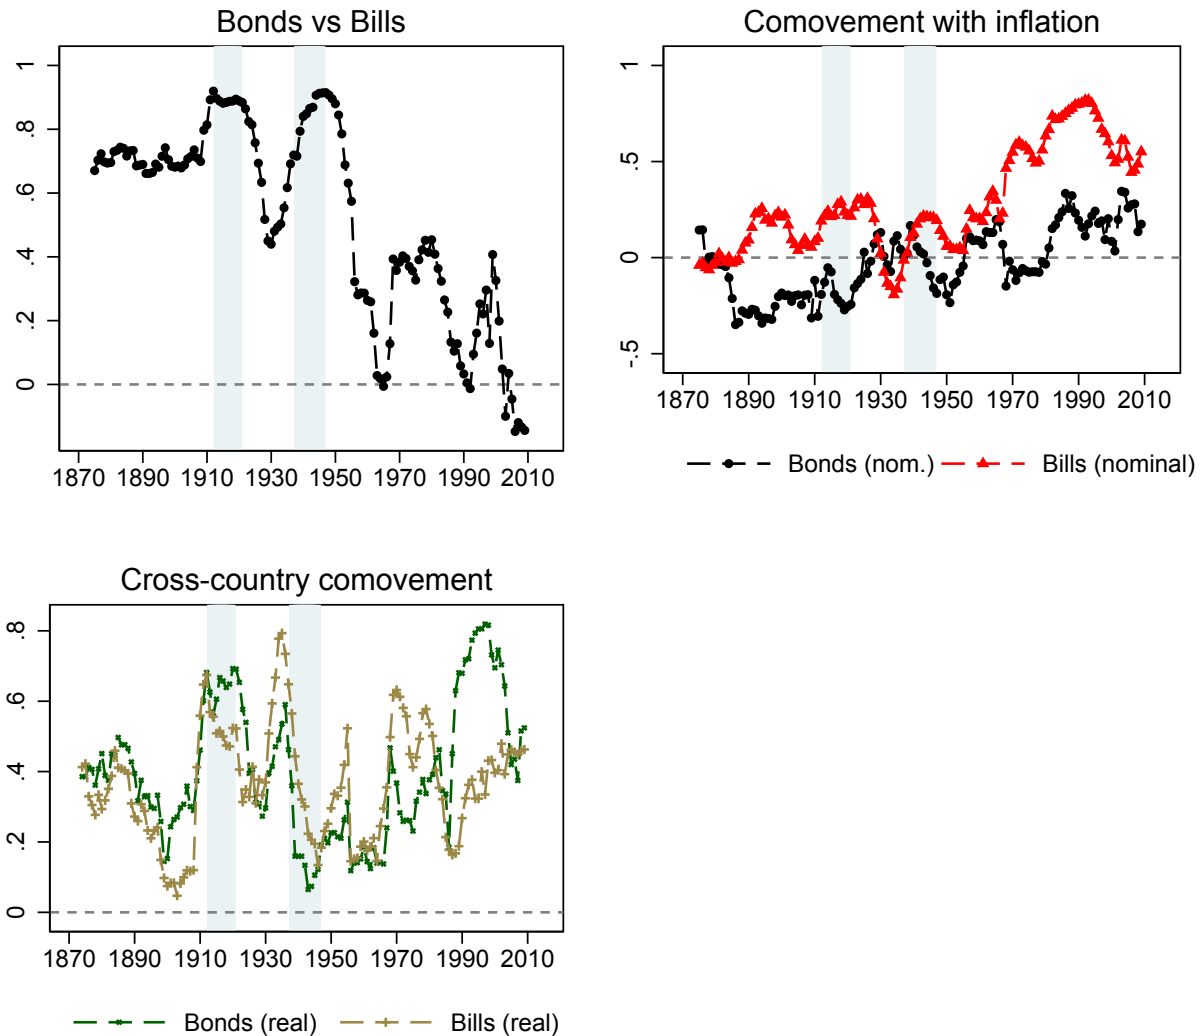 Bonds vs Bills
1
.8
.6
.4
.2
0
1870 1890 1910 1930 1950 1970 1990 2010
Comovement with inflation
1
.5
0
-.5
1870 1890 1910 1930 1950 1970 1990 2010
Bonds (nom.) Bills (nominal)
Cross-country comovement
.8
.6
.4
.2
0
1870 1890 1910 1930 1950 1970 1990 2010
Bonds (real) Bills (real)